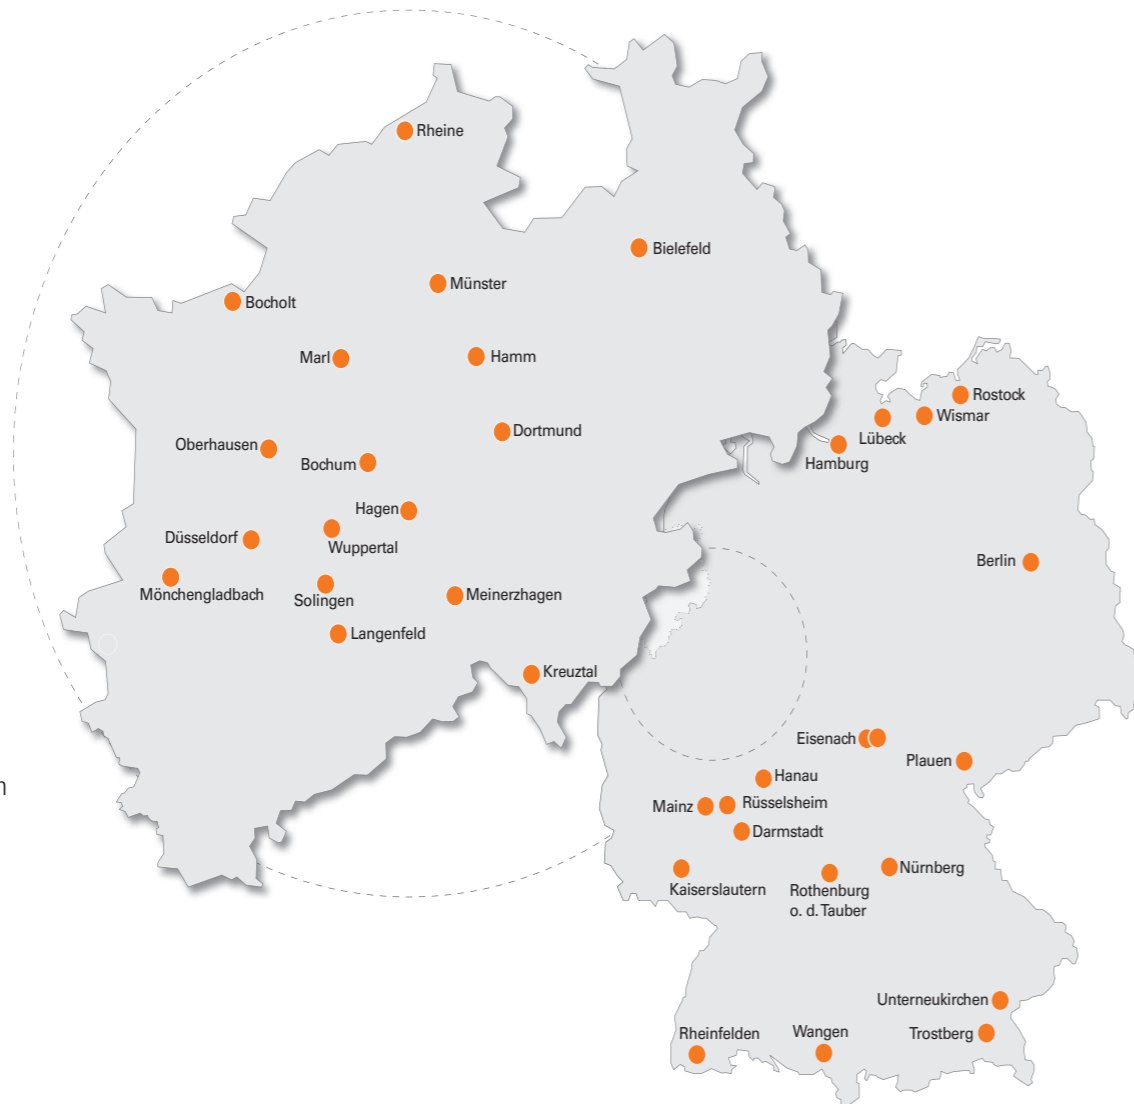 Rheine
Bielefeld
Münster
Bocholt
Marl
Hamm
Rostock
Wismar
Lübeck
Dortmund
Oberhausen
Bochum
Hamburg
Hagen
Düsseldorf
Wuppertal
Berlin
Mönchengladbach
Solingen
Meinerzhagen
Langenfeld
Kreuztal
Eisenach
Plauen
Hanau
n
Mainz
Rüsselsheim
Darmstadt
Nürnberg
Kaiserslautern
Rothenburg
o. d. Tauber
Unterneukirchen
Rheinfelden
Wangen
Trostberg